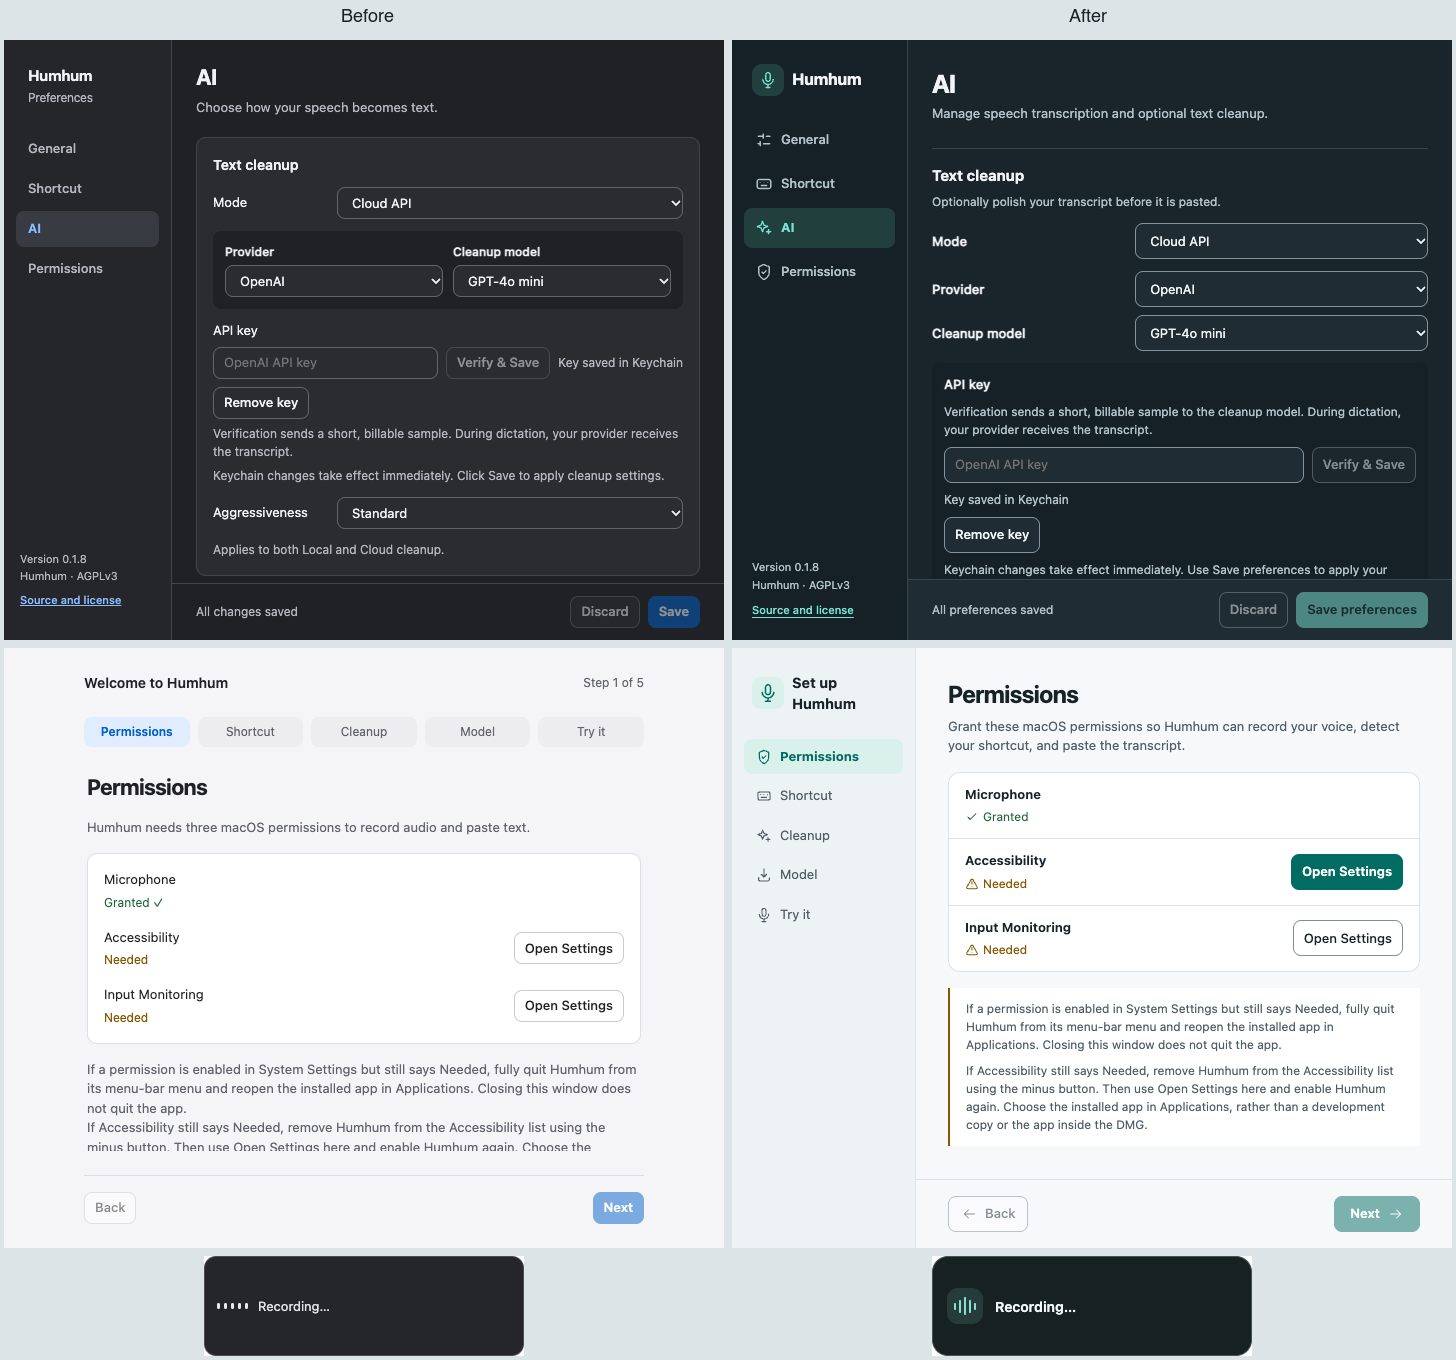 Before
Humhum
Preferences
General
Shortcut
AI
Permissions
Version 0.1.8
Humhum · AGPLv3
Source and license
AI
Choose how your speech becomes text.
Text cleanup
Mode
Cloud API
Provider
Cleanup model
OpenAI
GPT-4o mini
API key
OpenAI API key
Verify & Save
Key saved in Keychain
Remove key
Verification sends a short, billable sample. During dictation, your provider receives
the transcript.
Keychain changes take effect immediately. Click Save to apply cleanup settings.
Aggressiveness
Standard
Applies to both Local and Cloud cleanup.
All changes saved
Discard
Save
After
Humhum
General
Shortcut
AI
Permissions
Version 0.1.8
Humhum · AGPLv3
Source and license
AI
Manage speech transcription and optional text cleanup.
Text cleanup
Optionally polish your transcript before it is pasted.
Mode
Cloud API
Provider
OpenAI
Cleanup model
GPT-4o mini
API key
Verification sends a short, billable sample to the cleanup model. During dictation,
your provider receives the transcript.
OpenAI API key
Verify & Save
Key saved in Keychain
Remove key
Keychain changes take effect immediately. Use Save preferences to apply your
All preferences saved
Discard
Save preferences
Welcome to Humhum
Step 1 of 5
Permissions
Shortcut
Cleanup
Model
Try it
Permissions
Humhum needs three macOS permissions to record audio and paste text.
Microphone
Granted ✓
Accessibility
Needed
Open Settings
Input Monitoring
Needed
Open Settings
If a permission is enabled in System Settings but still says Needed, fully quit Humhum from
its menu-bar menu and reopen the installed app in Applications. Closing this window does
not quit the app.
If Accessibility still says Needed, remove Humhum from the Accessibility list using the
minus button. Then use Open Settings here and enable Humhum again. Choose the
Back
Next
Set up
Humhum
Permissions
Shortcut
Cleanup
Model
Try it
Permissions
Grant these macOS permissions so Humhum can record your voice, detect
your shortcut, and paste the transcript.
Microphone
✓ Granted
Accessibility
Needed
Open Settings
Input Monitoring
Needed
Open Settings
If a permission is enabled in System Settings but still says Needed, fully quit
Humhum from its menu-bar menu and reopen the installed app in
Applications. Closing this window does not quit the app.
If Accessibility still says Needed, remove Humhum from the Accessibility list
using the minus button. Then use Open Settings here and enable Humhum
again. Choose the installed app in Applications, rather than a development
copy or the app inside the DMG.
← Back
Next →
Recording...
Recording...